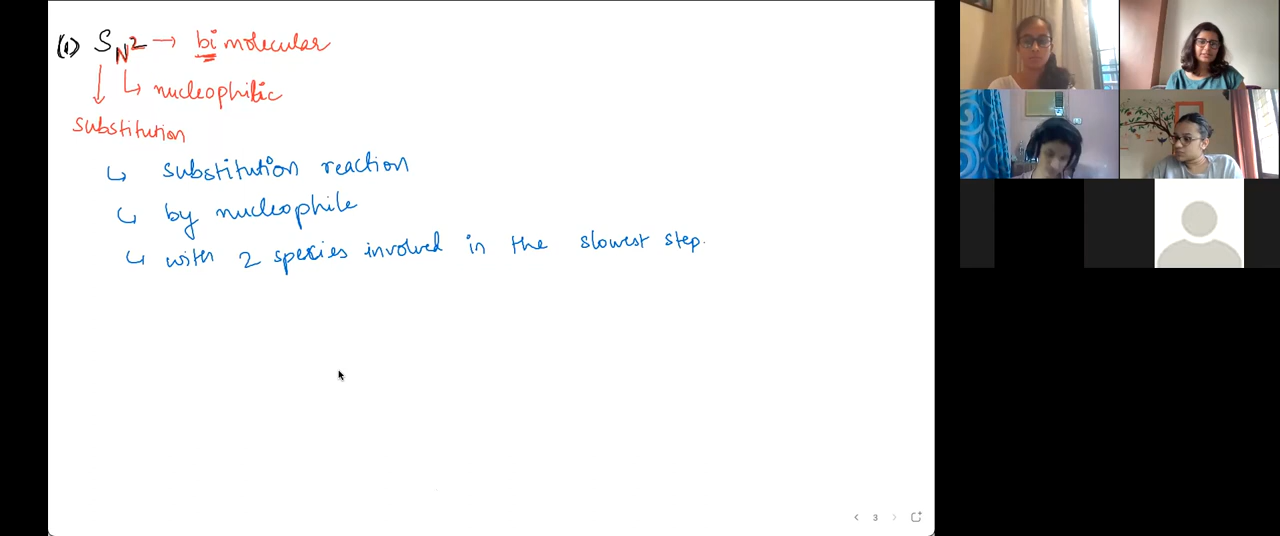 (1) SN2 → bimolecular
↳ nucleophilic
substitution
↳ substitution reaction
↳ by nucleophile
↳ with 2 species involved in the slowest step.
< 3 >